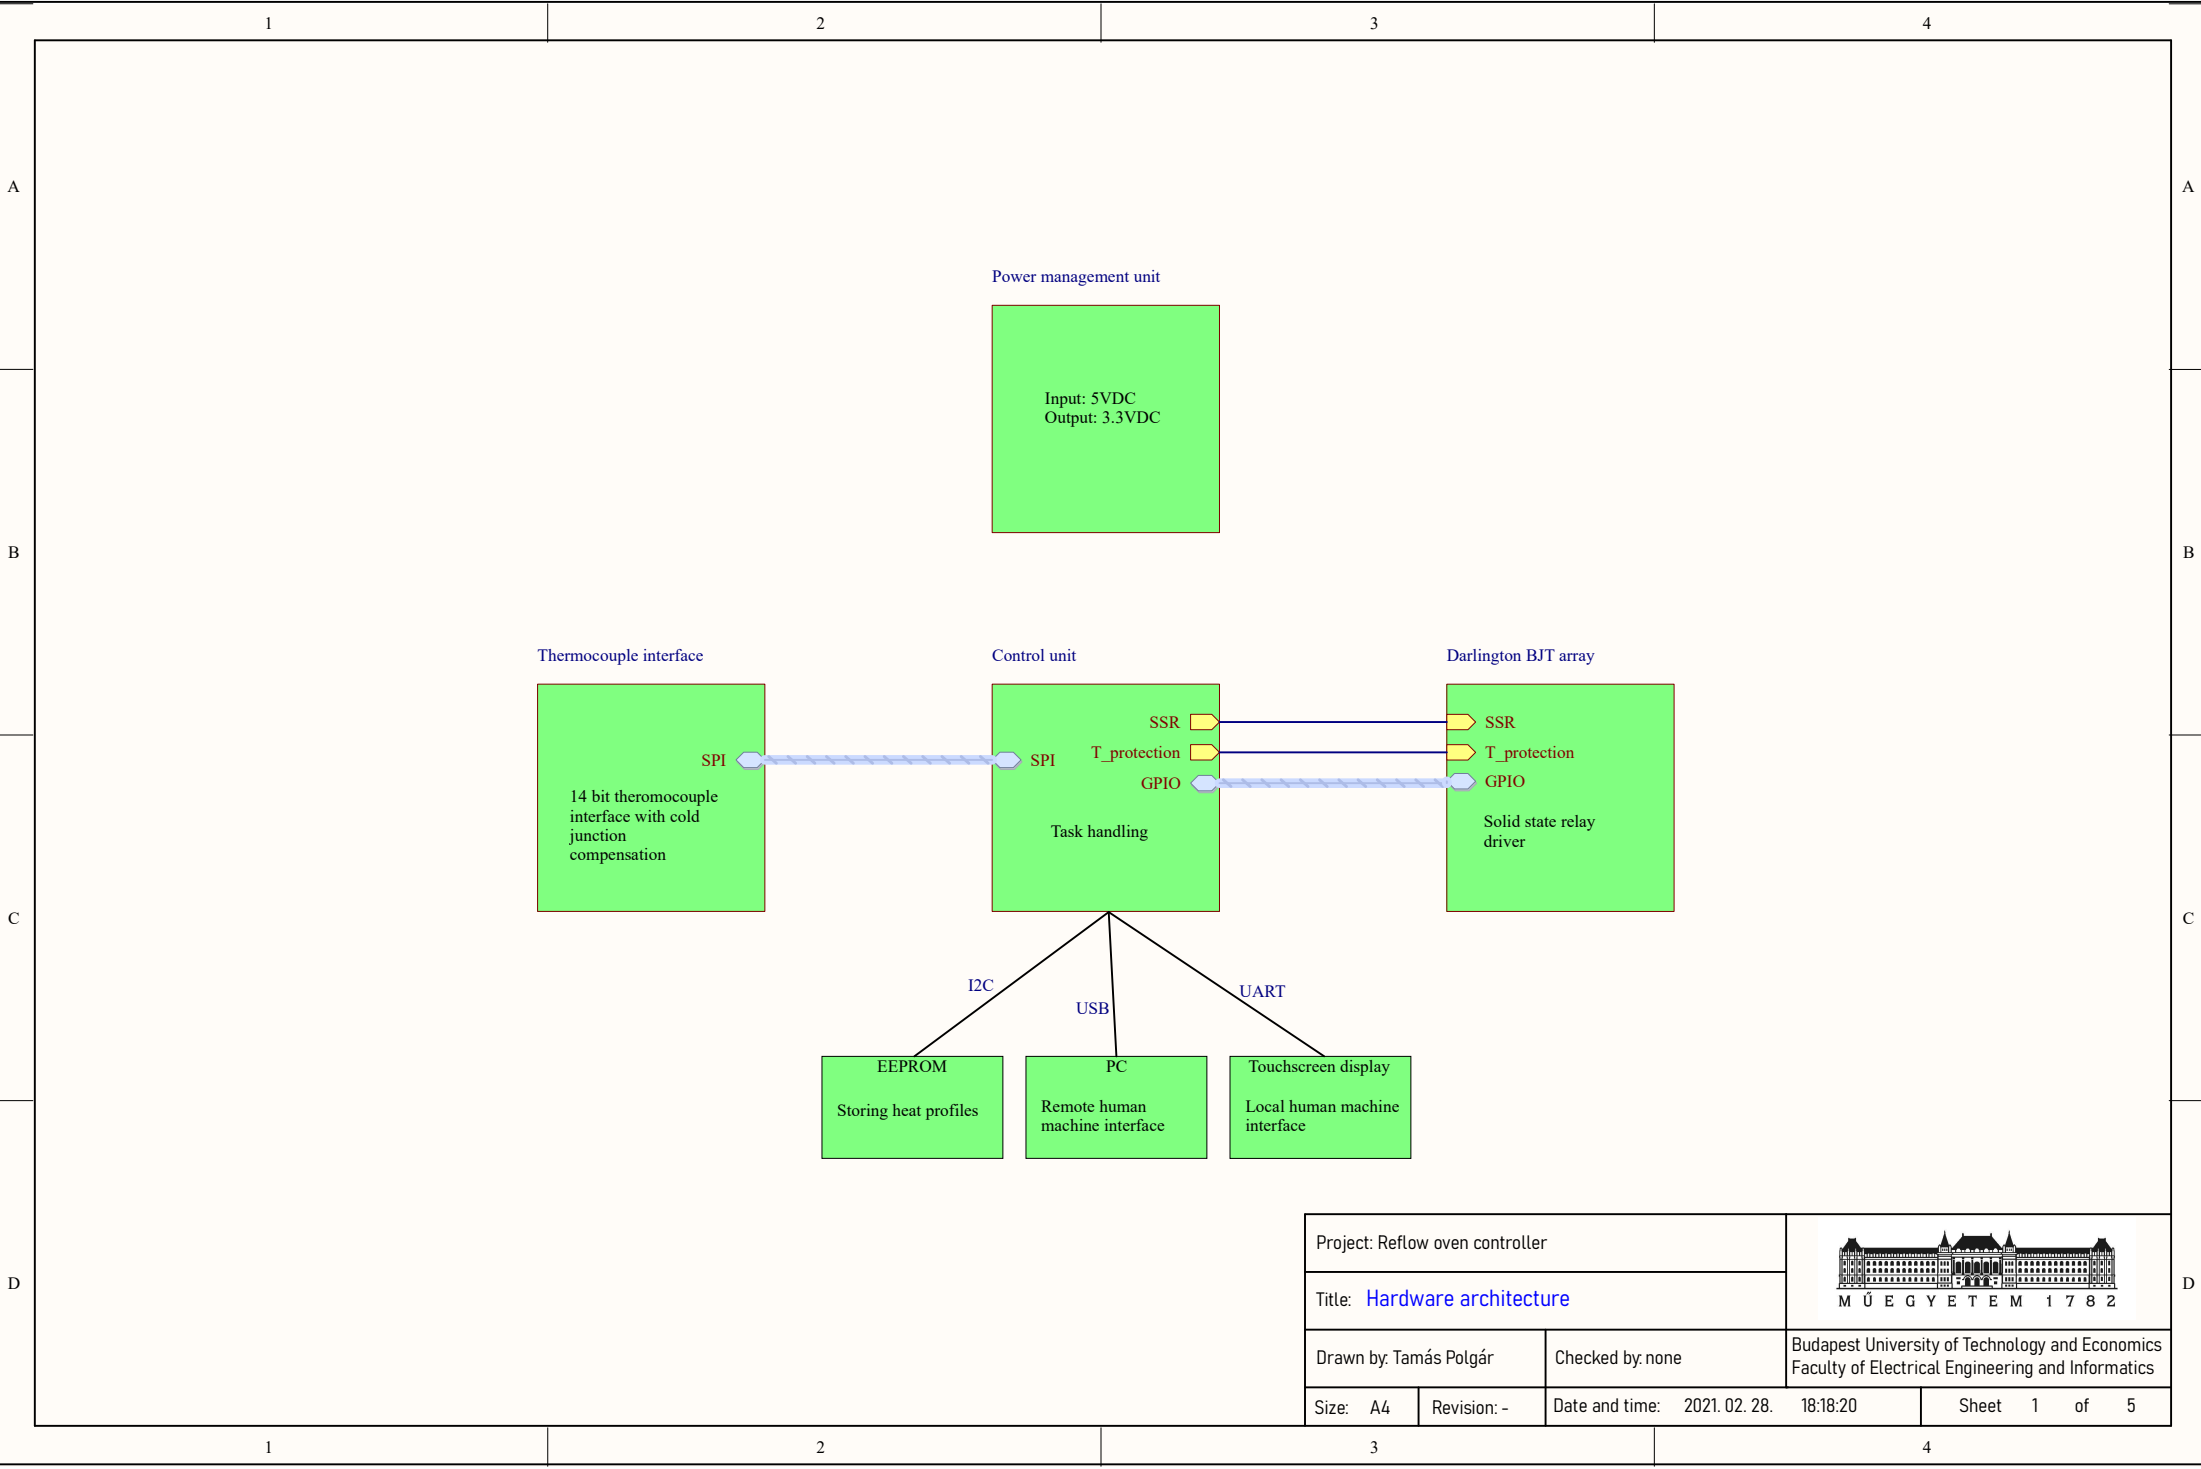 1 2 3 4
A A
Power management unit
Input: 5VDC
Output: 3.3VDC
B B
Thermocouple interface
SPI
14 bit theromocouple
interface with cold
junction
compensation
Control unit
SSR
T_protection
SPI
GPIO
Task handling
Darlington BJT array
SSR
T_protection
GPIO
Solid state relay
driver
C C
I2C
USB
UART
EEPROM
Storing heat profiles
PC
Remote human
machine interface
Touchscreen display
Local human machine
interface
D D
Project: Reflow oven controller
Title: Hardware architecture
MŰEGYETEM 1782
Drawn by: Tamás Polgár
Checked by: none
Budapest University of Technology and Economics
Faculty of Electrical Engineering and Informatics
Size: A4
Revision: -
Date and time: 2021. 02. 28. 18:18:20
Sheet 1 of 5
1 2 3 4